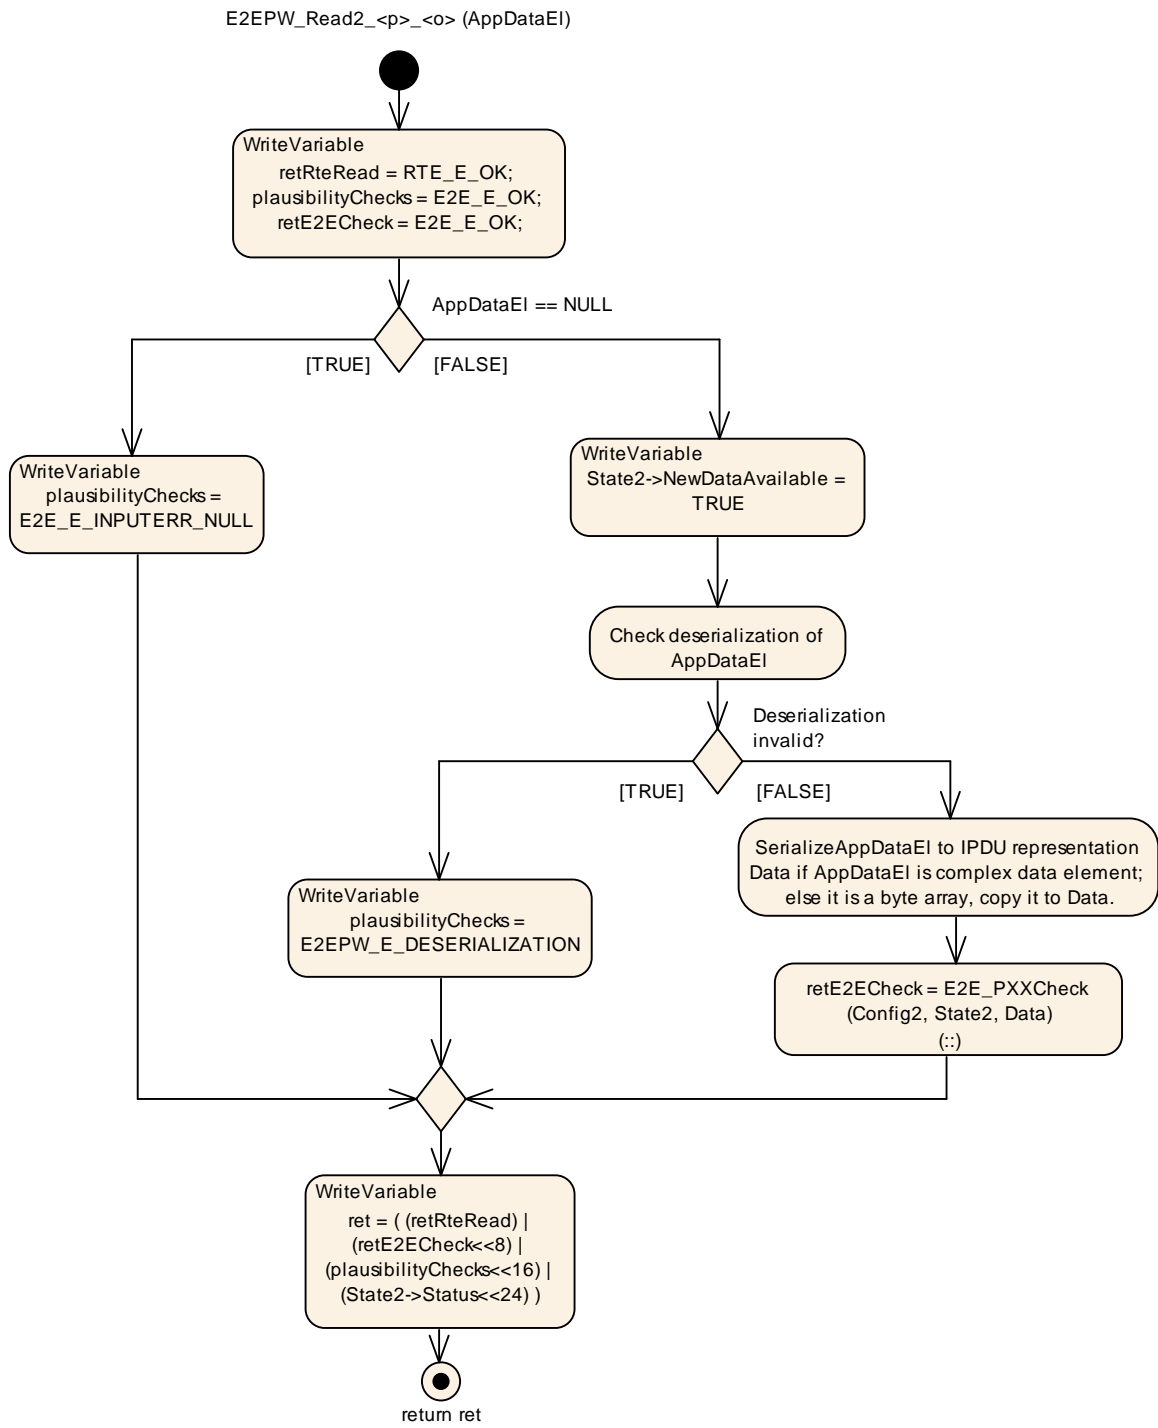 E2EPW_Read2_<p>_<o> (AppDataEl)
WriteVariable
retRteRead = RTE_E_OK;
plausibilityChecks = E2E_E_OK;
retE2ECheck = E2E_E_OK;
AppDataEl == NULL
[TRUE]
[FALSE]
WriteVariable
plausibilityChecks =
E2E_E_INPUTERR_NULL
WriteVariable
State2->NewDataAvailable =
TRUE
Check deserialization of
AppDataEl
Deserialization
invalid?
[TRUE]
[FALSE]
SerializeAppDataEl to IPDU representation
Data if AppDataEl is complex data element;
else it is a byte array, copy it to Data.
WriteVariable
plausibilityChecks =
E2EPW_E_DESERIALIZATION
retE2ECheck = E2E_PXXCheck
(Config2, State2, Data)
(::)
WriteVariable
ret = ( (retRteRead) |
(retE2ECheck<<8) |
(plausibilityChecks<<16) |
(State2->Status<<24) )
return ret